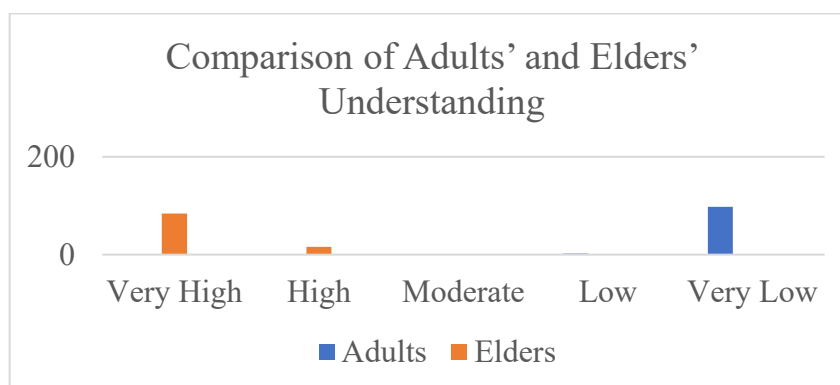 Comparison of Adults’ and Elders’
Understanding
200
0
Very High High Moderate Low Very Low
Adults Elders